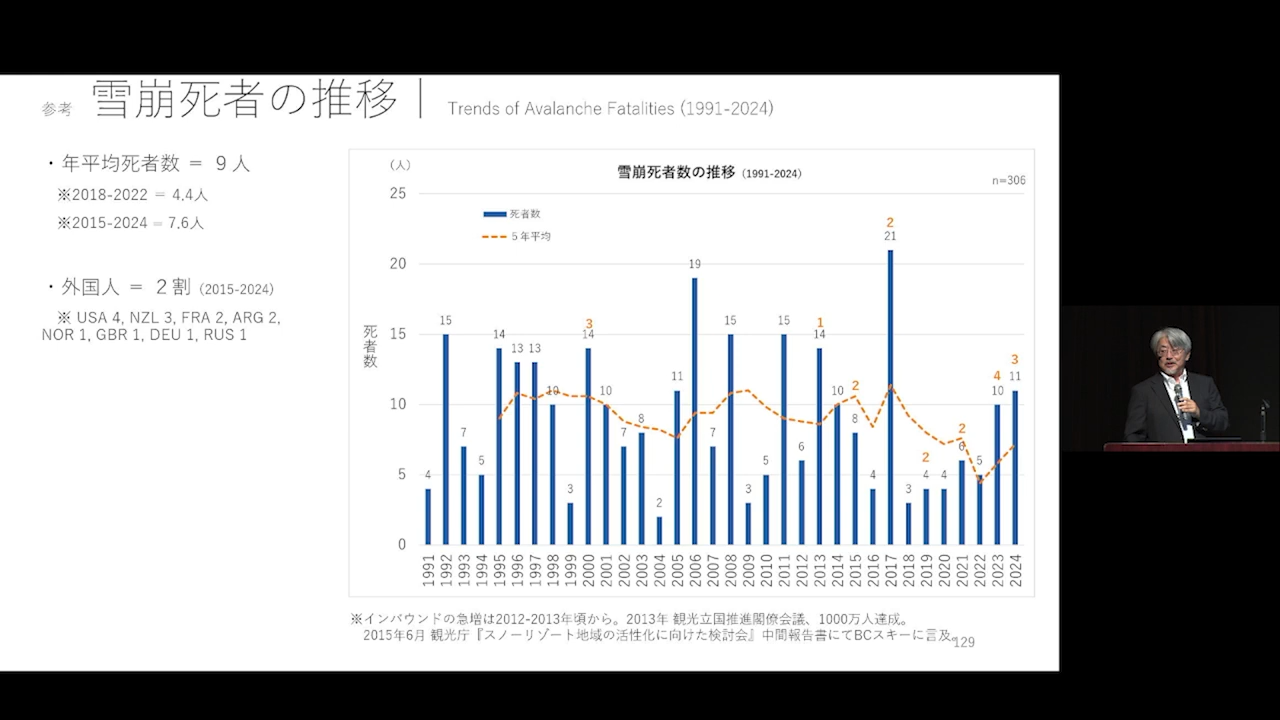 参考 雪崩死者の推移｜ Trends of Avalanche Fatalities (1991-2024)
・年平均死者数 ＝ 9人
※2018-2022 ＝ 4.4人
※2015-2024 ＝ 7.6人
・外国人 ＝ 2割 (2015-2024)
※ USA 4, NZL 3, FRA 2, ARG 2,
NOR 1, GBR 1, DEU 1, RUS 1
（人）
雪崩死者数の推移 (1991-2024)
n=306
死者数
5年平均
死者数
25
20
15
10
5
0
4 15 7 5 14 13 13 10 3 14 10 7 8 2 11 19 7 15 3 5 15 6 14 10 8 4 21 3 4 4 6 5 10 11
3 1 2 2 2 2 4 3
1991 1992 1993 1994 1995 1996 1997 1998 1999 2000 2001 2002 2003 2004 2005 2006 2007 2008 2009 2010 2011 2012 2013 2014 2015 2016 2017 2018 2019 2020 2021 2022 2023 2024
※インバウンドの急増は2012-2013年頃から。2013年 観光立国推進閣僚会議、1000万人達成。
2015年6月 観光庁『スノーリゾート地域の活性化に向けた検討会』中間報告書にてBCスキーに言及。
129